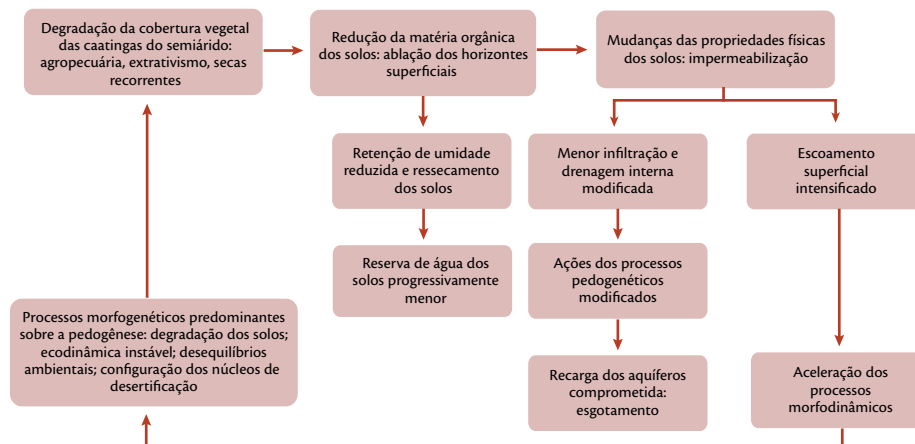 Degradação da cobertura vegetal
das caatingas do semiárido:
agropecuária, extrativismo, secas
recorrentes
Redução da matéria orgânica
dos solos: ablação dos horizontes
superficiais
Mudanças das propriedades físicas
dos solos: impermeabilização
Retenção de umidade
reduzida e ressecamento
dos solos
Menor infiltração e
drenagem interna
modificada
Escoamento
superficial
intensificado
Reserva de água dos
solos progressivamente
menor
Ações dos processos
pedogenéticos
modificados
Processos morfogenéticos predominantes
sobre a pedogênese: degradação dos solos;
ecodinâmica instável; desequilíbrios
ambientais; configuração dos núcleos de
desertificação
Recarga dos aquíferos
comprometida:
esgotamento
Aceleração dos
processos
morfodinâmicos